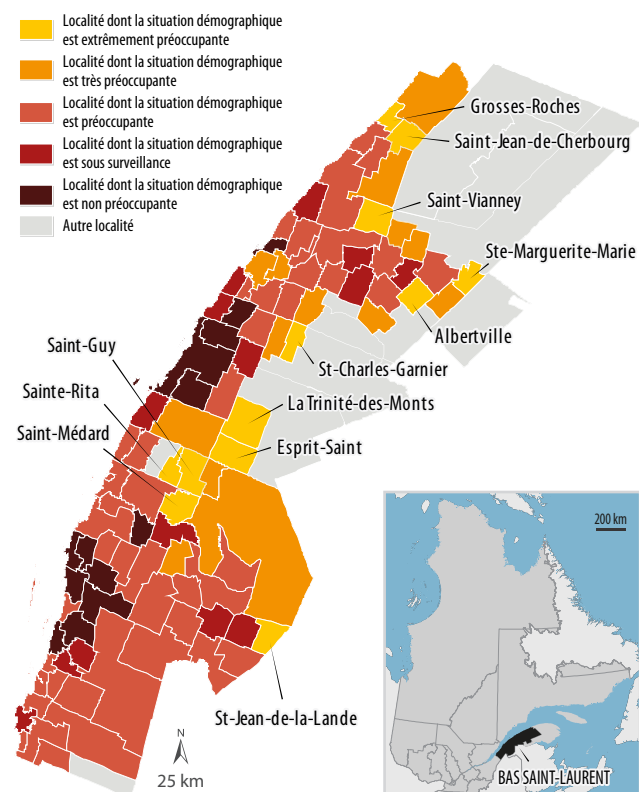 Localité dont la situation démographique
est extrêmement préoccupante
Localité dont la situation démographique
est très préoccupante
Localité dont la situation démographique
est préoccupante
Localité dont la situation démographique
est sous surveillance
Localité dont la situation démographique
est non préoccupante
Autre localité
Grosses-Roches
Saint-Jean-de-Cherbourg
Saint-Vianney
Ste-Marguerite-Marie
Albertville
St-Charles-Garnier
La Trinité-des-Monts
Esprit-Saint
Saint-Guy
Sainte-Rita
Saint-Médard
St-Jean-de-la-Lande
N
25 km
200 km
BAS SAINT-LAURENT